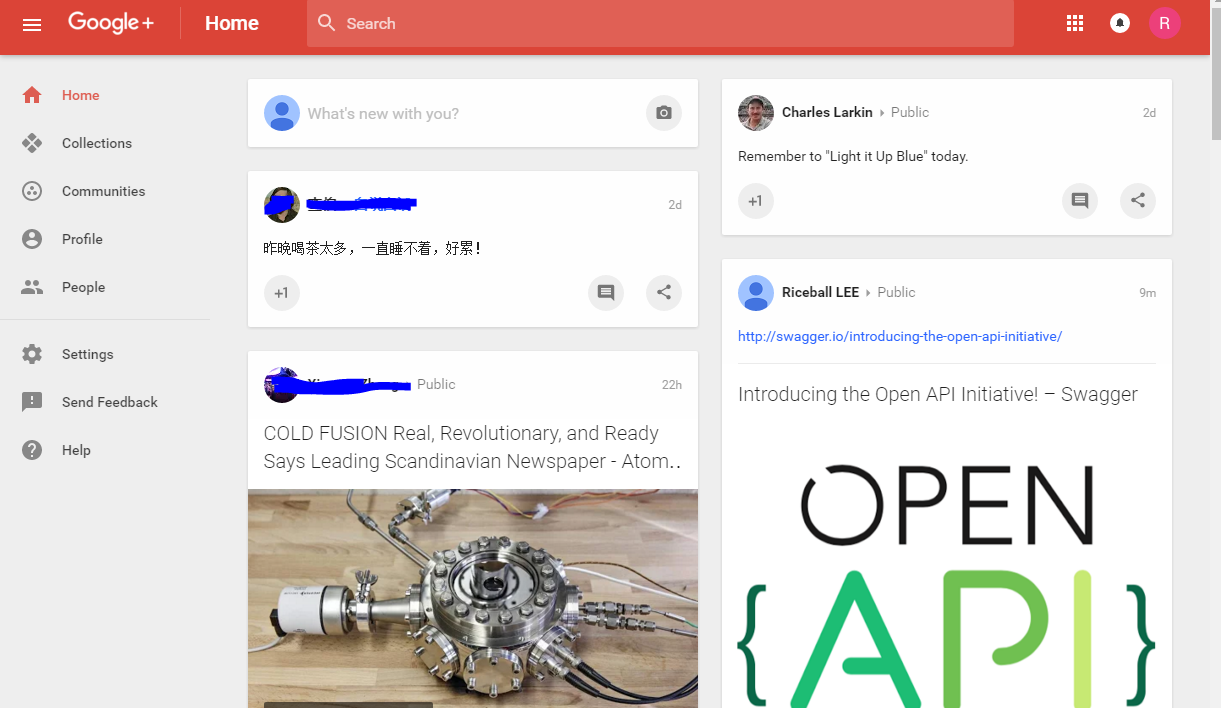 Google+
Home
Search
R
Home
Collections
Communities
Profile
People
Settings
Send Feedback
Help
What's new with you?
2d
昨晚喝茶太多，一直睡不着，好累！
+1
Public
22h
COLD FUSION Real, Revolutionary, and Ready
Says Leading Scandinavian Newspaper - Atom..
Charles Larkin Public
2d
Remember to "Light it Up Blue" today.
+1
Riceball LEE Public
9m
http://swagger.io/introducing-the-open-api-initiative/
Introducing the Open API Initiative! – Swagger
OPEN
{API}